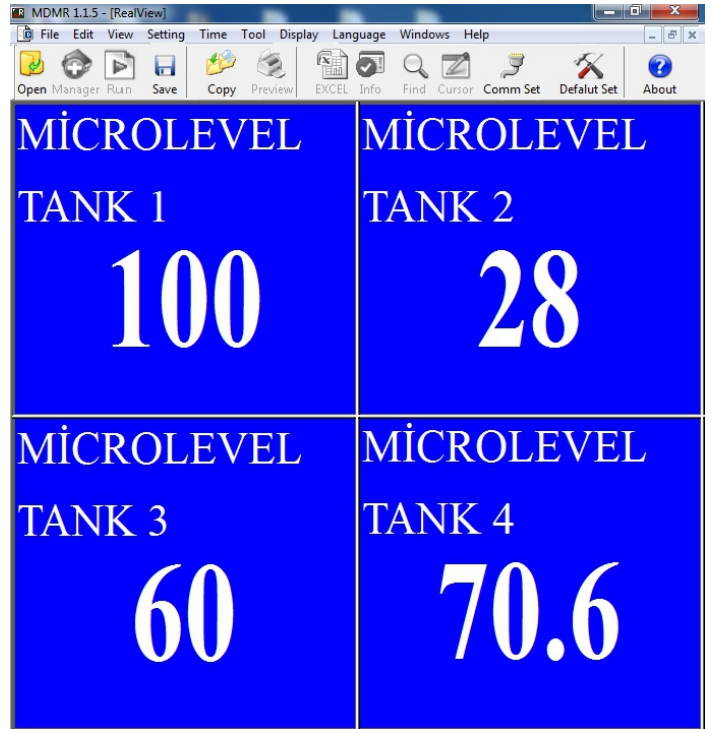 MDMR 1.1.5 - [RealView]
File Edit View Setting Time Tool Display Language Windows Help
Open Manager Run Save Copy Preview EXCEL Info Find Cursor Comm Set Defalut Set About
MİCROLEVEL
TANK 1
100
MİCROLEVEL
TANK 2
28
MİCROLEVEL
TANK 3
60
MİCROLEVEL
TANK 4
70.6